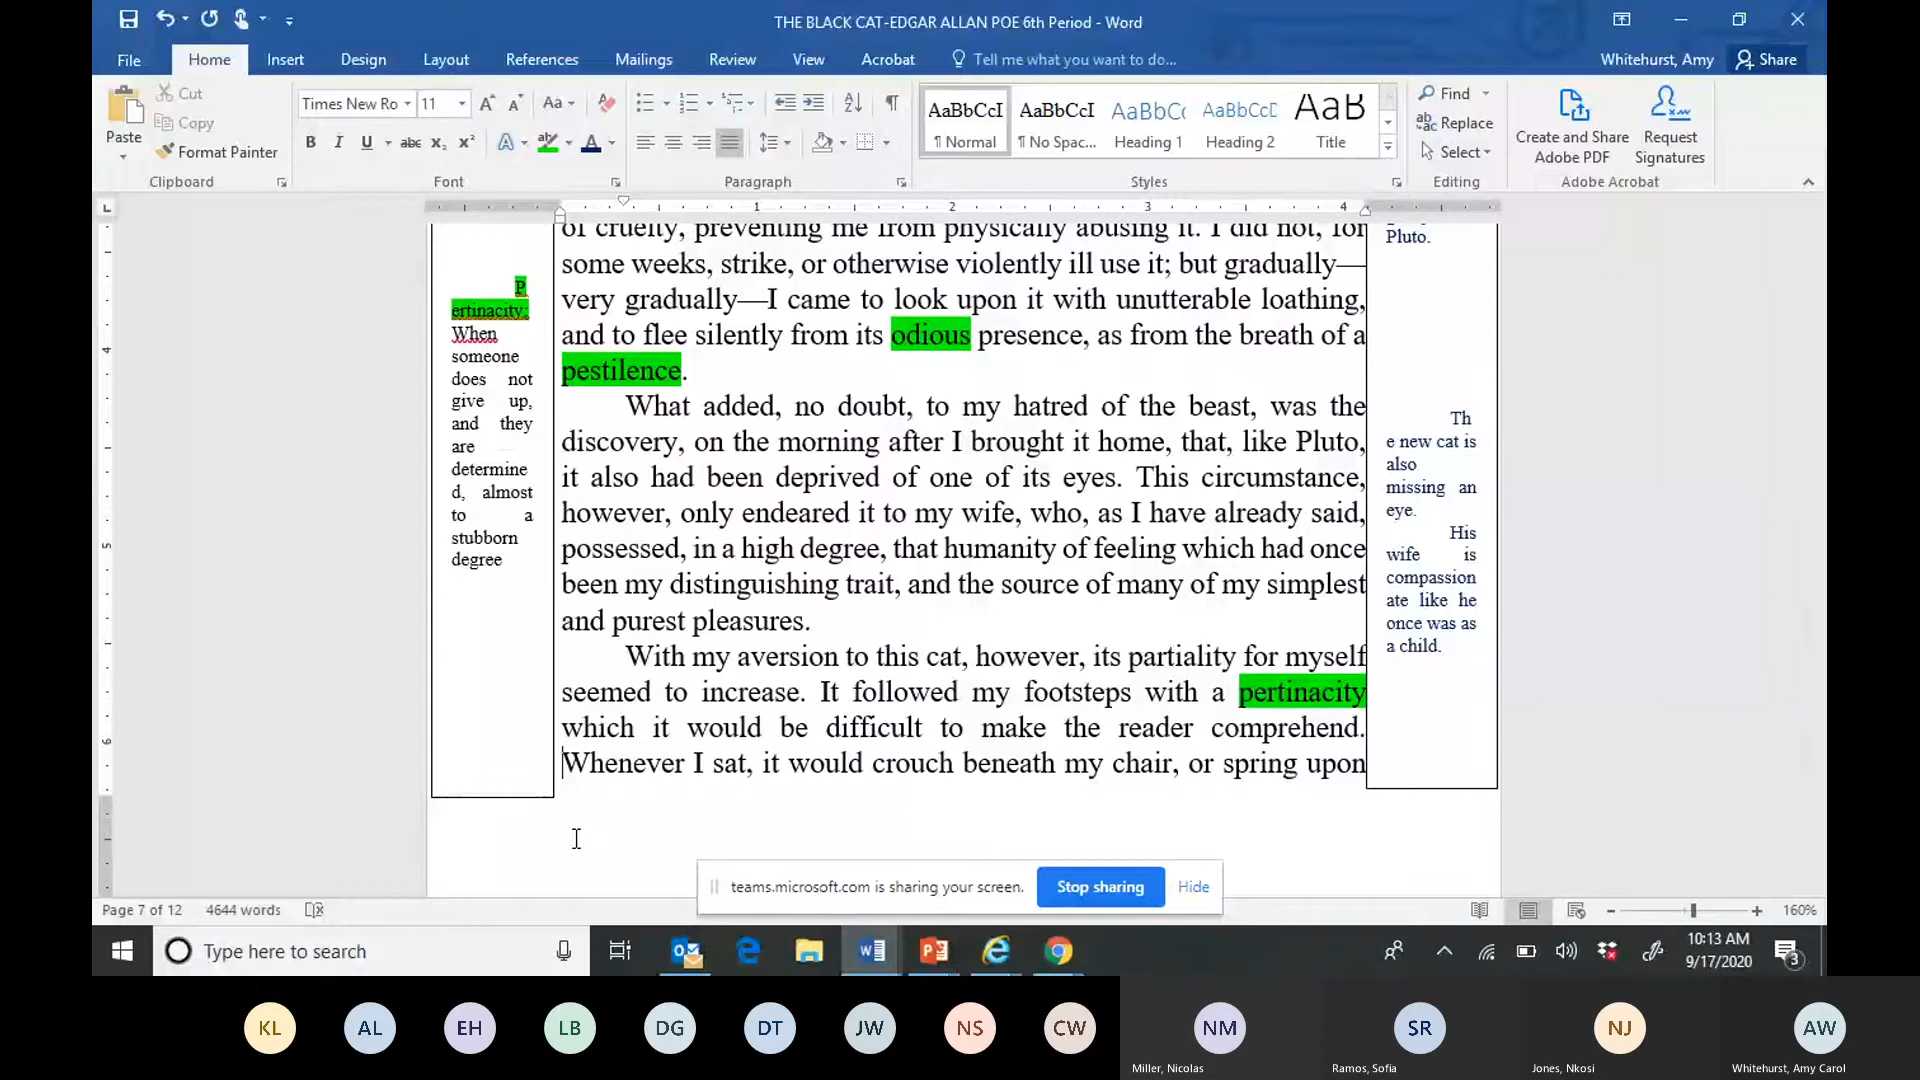 THE BLACK CAT-EDGAR ALLAN POE 6th Period - Word
File Home Insert Design Layout References Mailings Review View Acrobat Tell me what you want to do... Whitehurst, Amy Share
Paste
Cut
Copy
Format Painter
Clipboard
Times New Ro 11
Aa
B I U abc x₂ x²
Font
Paragraph
AaBbCcI AaBbCcI AaBbCc AaBbCcD AaB
¶ Normal ¶ No Spac... Heading 1 Heading 2 Title
Styles
Find
Replace
Select
Editing
Create and Share
Adobe PDF
Request
Signatures
Adobe Acrobat
1 2 3 4
4
5
6
P
ertinacity:
When
someone
does not
give up,
and they
are
determine
d, almost
to a
stubborn
degree
of cruelty, preventing me from physically abusing it. I did not, for
some weeks, strike, or otherwise violently ill use it; but gradually—
very gradually—I came to look upon it with unutterable loathing,
and to flee silently from its odious presence, as from the breath of a
pestilence.
What added, no doubt, to my hatred of the beast, was the
discovery, on the morning after I brought it home, that, like Pluto,
it also had been deprived of one of its eyes. This circumstance,
however, only endeared it to my wife, who, as I have already said,
possessed, in a high degree, that humanity of feeling which had once
been my distinguishing trait, and the source of many of my simplest
and purest pleasures.
With my aversion to this cat, however, its partiality for myself
seemed to increase. It followed my footsteps with a pertinacity
which it would be difficult to make the reader comprehend.
Whenever I sat, it would crouch beneath my chair, or spring upon
Pluto.
Th
e new cat is
also
missing an
eye.
His
wife is
compassion
ate like he
once was as
a child.
teams.microsoft.com is sharing your screen. Stop sharing Hide
Page 7 of 12 4644 words 160%
Type here to search
10:13 AM
9/17/2020
3
KL AL EH LB DG DT JW NS CW NM SR NJ AW
Miller, Nicolas Ramos, Sofia Jones, Nkosi Whitehurst, Amy Carol